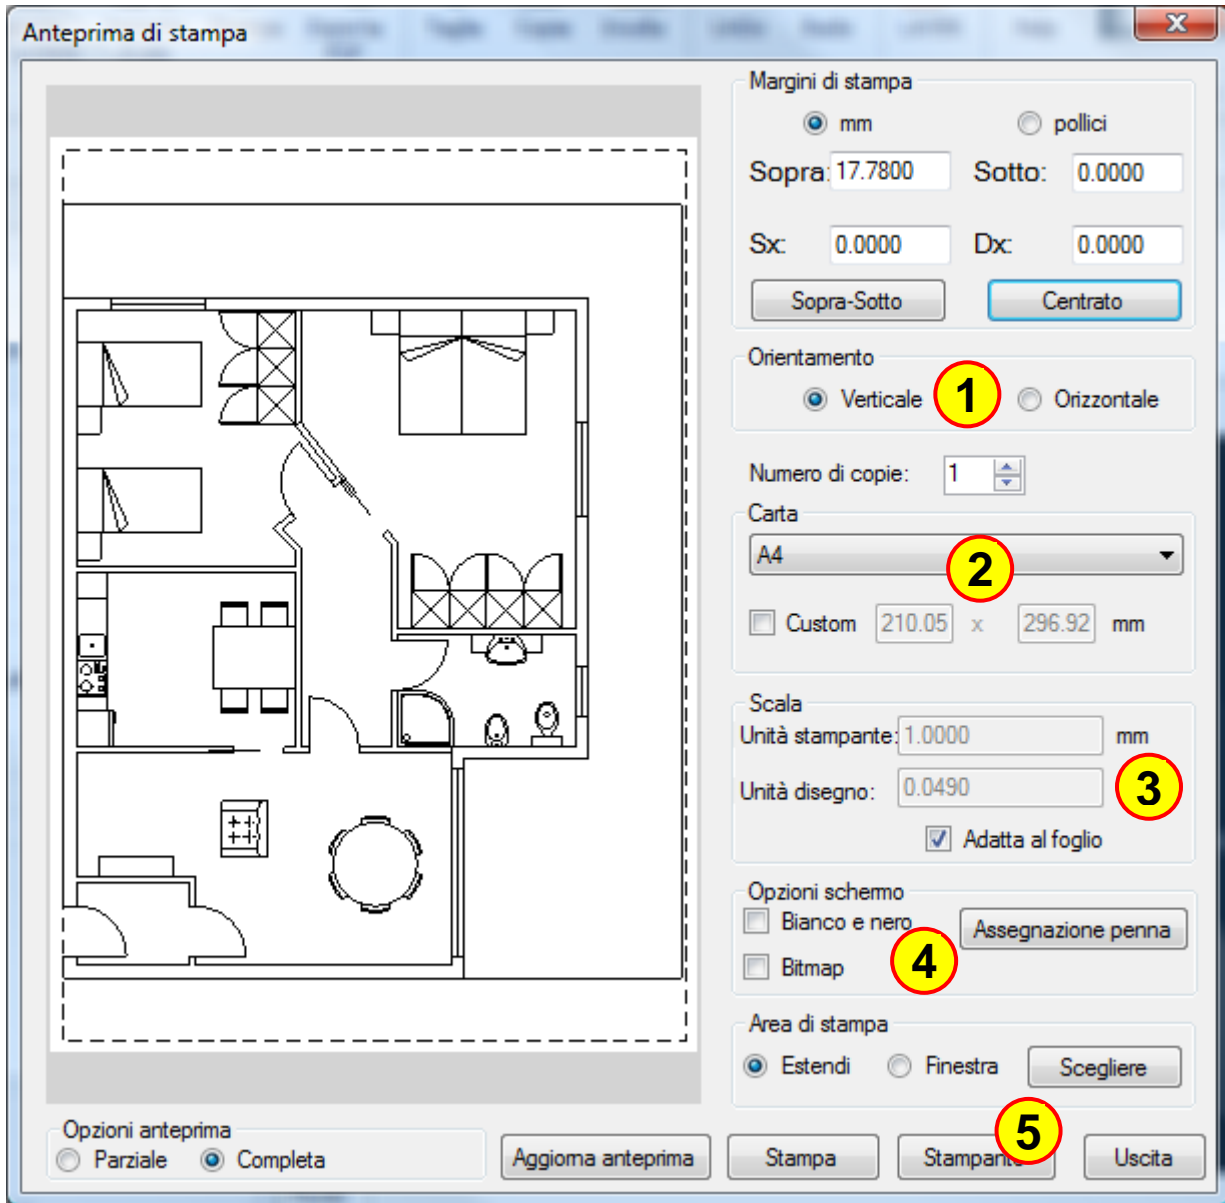 Anteprima di stampa
X
Margini di stampa
mm pollici
Sopra: 17.7800 Sotto: 0.0000
Sx: 0.0000 Dx: 0.0000
Sopra-Sotto Centrato
Orientamento
Verticale 1 Orizzontale
Numero di copie: 1
Carta
A4 2
Custom 210.05 x 296.92 mm
Scala
Unità stampante: 1.0000 mm
Unità disegno: 0.0490 3
Adatta al foglio
Opzioni schermo
Bianco e nero Assegnazione penna
Bitmap 4
Area di stampa
Estendi Finestra Scegliere
Opzioni anteprima
Parziale Completa
Aggiorna anteprima Stampa Stampante 5 Uscita